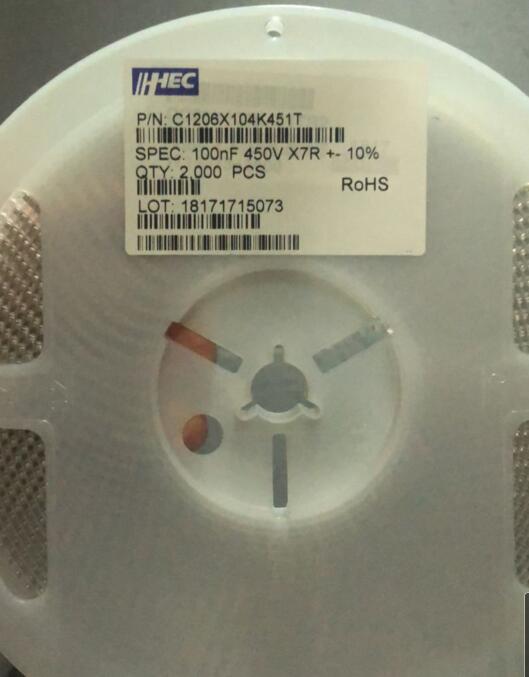 HEC
P/N: C1206X104K451T
SPEC: 100nF 450V X7R +- 10%
QTY: 2,000 PCS
RoHS
LOT: 18171715073